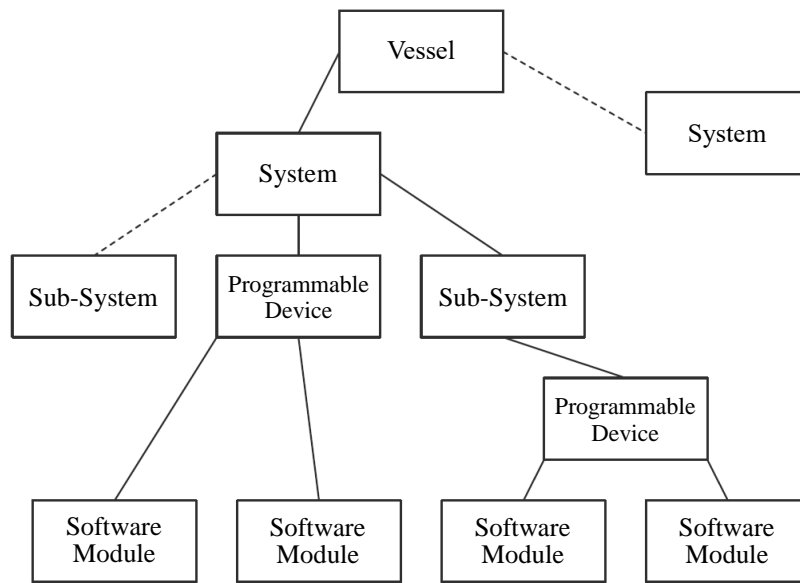 Vessel
System
System
Sub-System
Programmable
Device
Sub-System
Programmable
Device
Software
Module
Software
Module
Software
Module
Software
Module